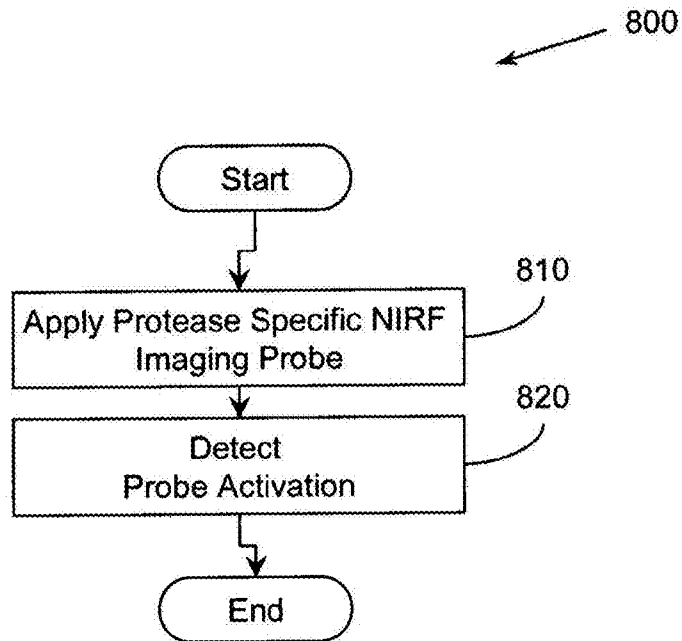 800
Start
810
Apply Protease Specific NIRF
Imaging Probe
820
Detect
Probe Activation
End